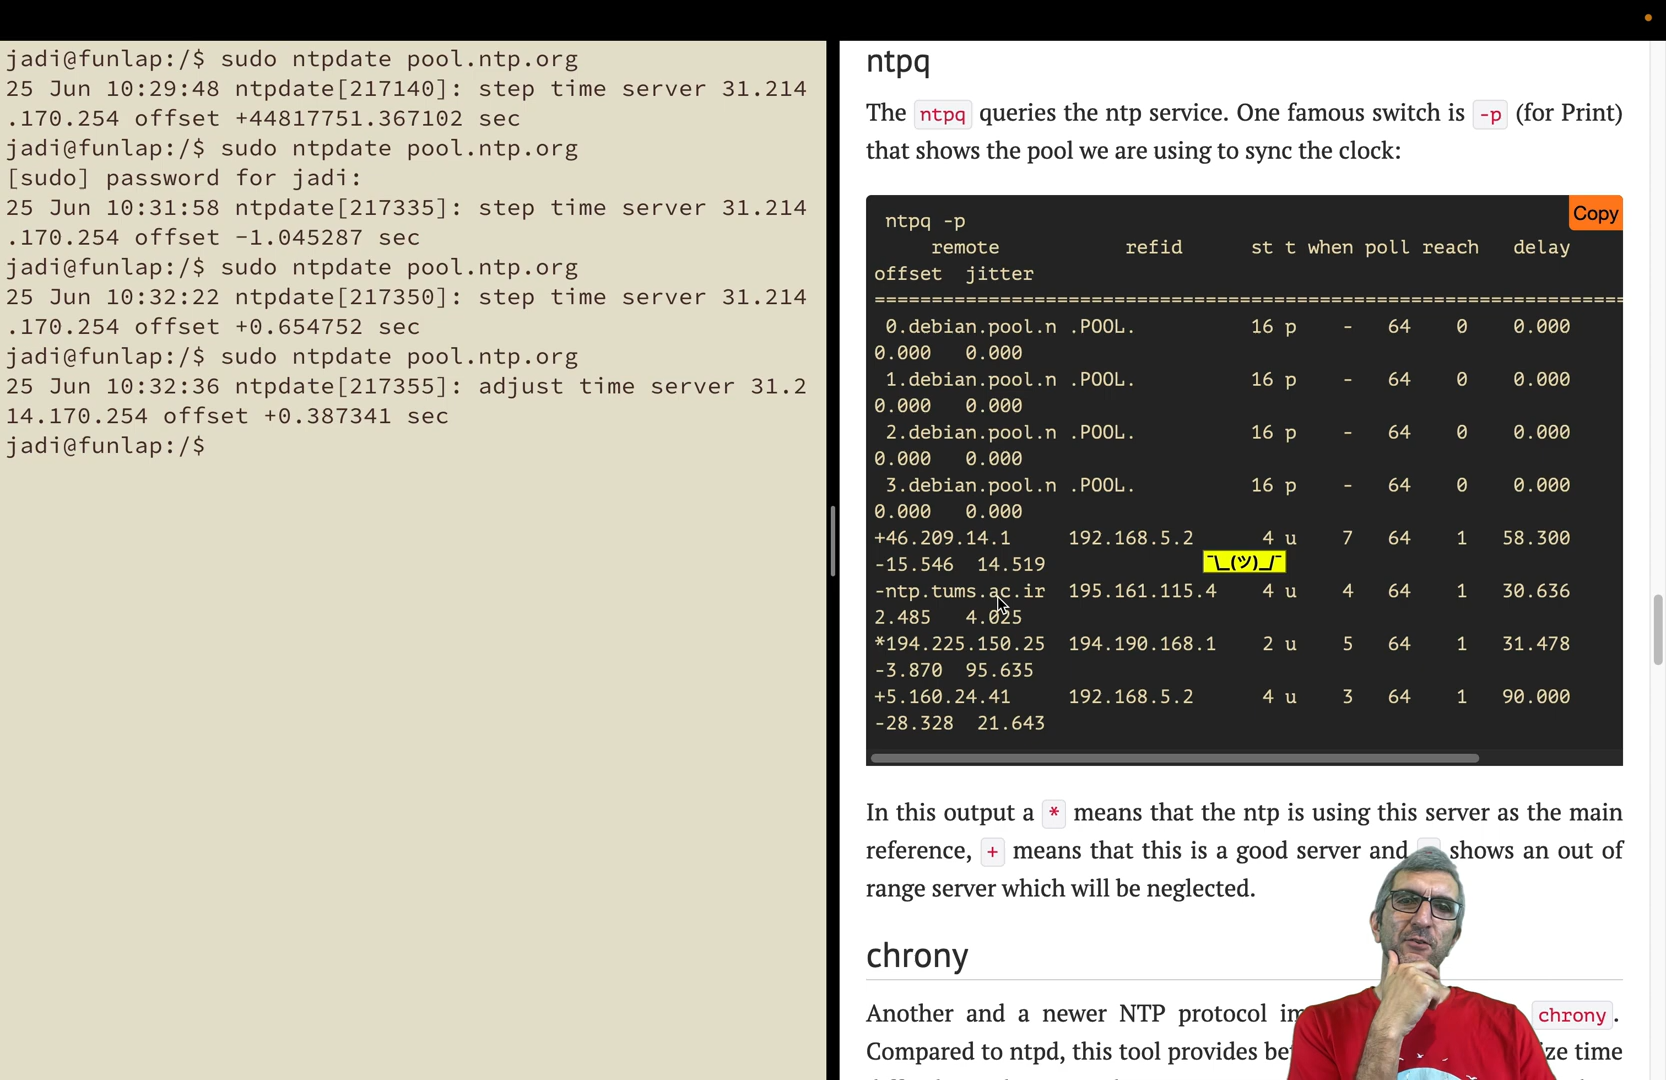 jadi@funlap:/$ sudo ntpdate pool.ntp.org
25 Jun 10:29:48 ntpdate[217140]: step time server 31.214
.170.254 offset +44817751.367102 sec
jadi@funlap:/$ sudo ntpdate pool.ntp.org
[sudo] password for jadi:
25 Jun 10:31:58 ntpdate[217335]: step time server 31.214
.170.254 offset -1.045287 sec
jadi@funlap:/$ sudo ntpdate pool.ntp.org
25 Jun 10:32:22 ntpdate[217350]: step time server 31.214
.170.254 offset +0.654752 sec
jadi@funlap:/$ sudo ntpdate pool.ntp.org
25 Jun 10:32:36 ntpdate[217355]: adjust time server 31.2
14.170.254 offset +0.387341 sec
jadi@funlap:/$
ntpq
The ntpq queries the ntp service. One famous switch is -p (for Print)
that shows the pool we are using to sync the clock:
Copy
ntpq -p
remote refid st t when poll reach delay
offset jitter
==================================================================
0.debian.pool.n .POOL. 16 p - 64 0 0.000
0.000 0.000
1.debian.pool.n .POOL. 16 p - 64 0 0.000
0.000 0.000
2.debian.pool.n .POOL. 16 p - 64 0 0.000
0.000 0.000
3.debian.pool.n .POOL. 16 p - 64 0 0.000
0.000 0.000
+46.209.14.1 192.168.5.2 4 u 7 64 1 58.300
-15.546 14.519
¯\_(ツ)_/¯
-ntp.tums.ac.ir 195.161.115.4 4 u 4 64 1 30.636
2.485 4.025
*194.225.150.25 194.190.168.1 2 u 5 64 1 31.478
-3.870 95.635
+5.160.24.41 192.168.5.2 4 u 3 64 1 90.000
-28.328 21.643
In this output a * means that the ntp is using this server as the main
reference, + means that this is a good server and shows an out of
range server which will be neglected.
chrony
Another and a newer NTP protocol chrony.
Compared to ntpd, this tool provides time